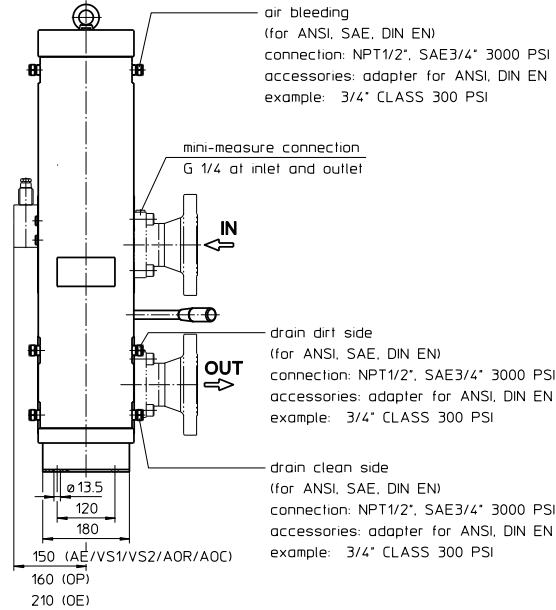 air bleeding
(for ANSI, SAE, DIN EN)
connection: NPT1/2", SAE3/4" 3000 PSI
accessories: adapter for ANSI, DIN EN
example: 3/4" CLASS 300 PSI
mini-measure connection
G 1/4 at inlet and outlet
IN
drain dirt side
(for ANSI, SAE, DIN EN)
connection: NPT1/2", SAE3/4" 3000 PSI
accessories: adapter for ANSI, DIN EN
example: 3/4" CLASS 300 PSI
OUT
drain clean side
(for ANSI, SAE, DIN EN)
connection: NPT1/2", SAE3/4" 3000 PSI
accessories: adapter for ANSI, DIN EN
example: 3/4" CLASS 300 PSI
ø13.5
120
180
150 (AE/VS1/VS2/AOR/AOC)
160 (OP)
210 (OE)